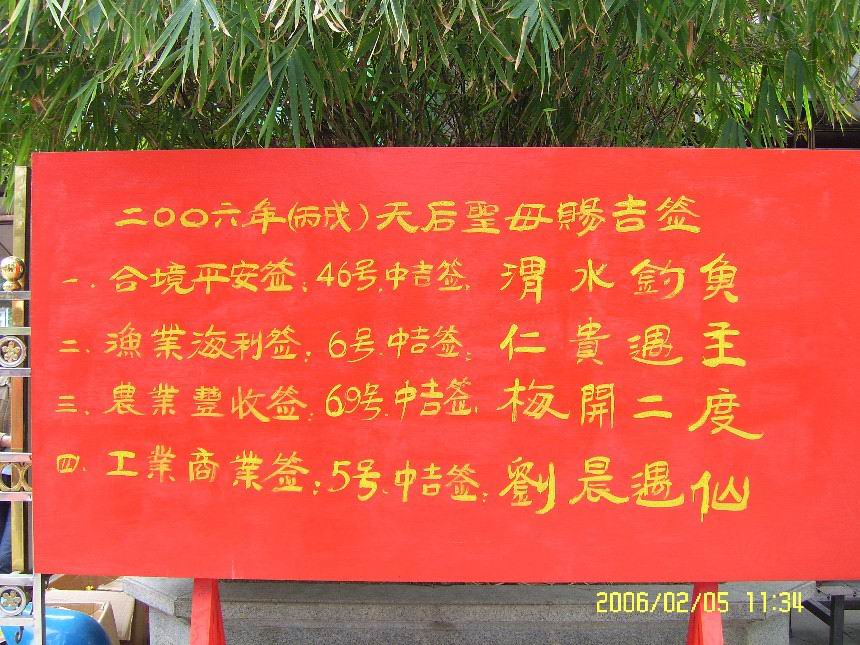 二〇〇六年(丙戌)天后聖母賜吉签
一.合境平安签:46号.中吉签.渭水釣魚
二.漁業海利签:6号.中吉签:仁貴遇主
三.農業豐收签:69号.中吉签.梅開二度
四.工業商業签:5号.中吉签:劉晨遇仙
2006/02/05 11:34